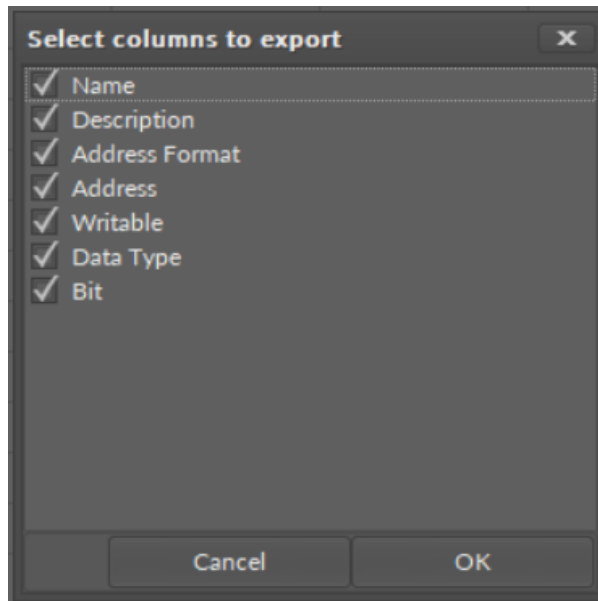 Select columns to export
Name
Description
Address Format
Address
Writable
Data Type
Bit
Cancel OK